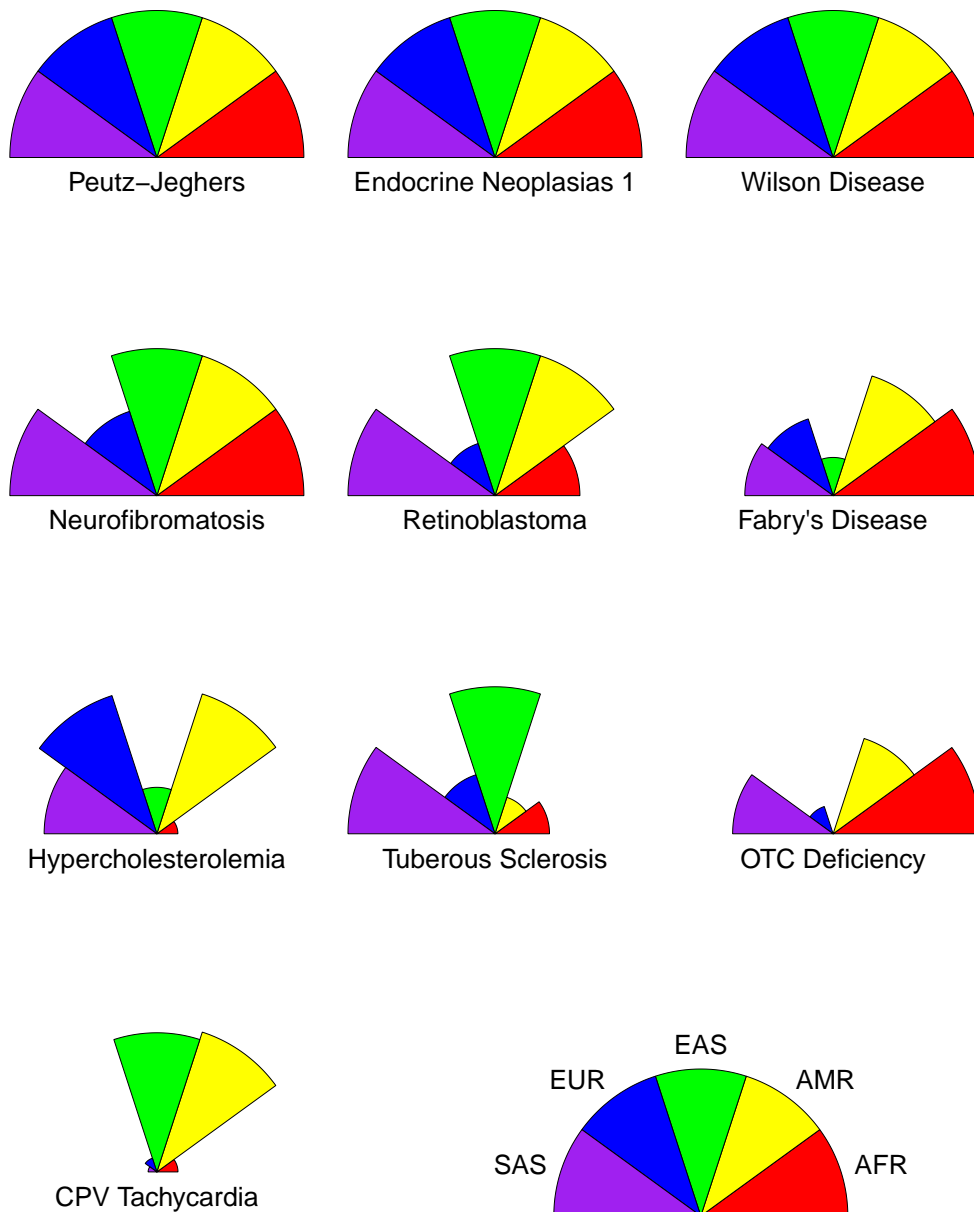 Peutz−Jeghers
Endocrine Neoplasias 1
Wilson Disease
Neurofibromatosis
Retinoblastoma
Fabry's Disease
Hypercholesterolemia
Tuberous Sclerosis
OTC Deficiency
CPV Tachycardia
EAS
EUR
AMR
SAS
AFR